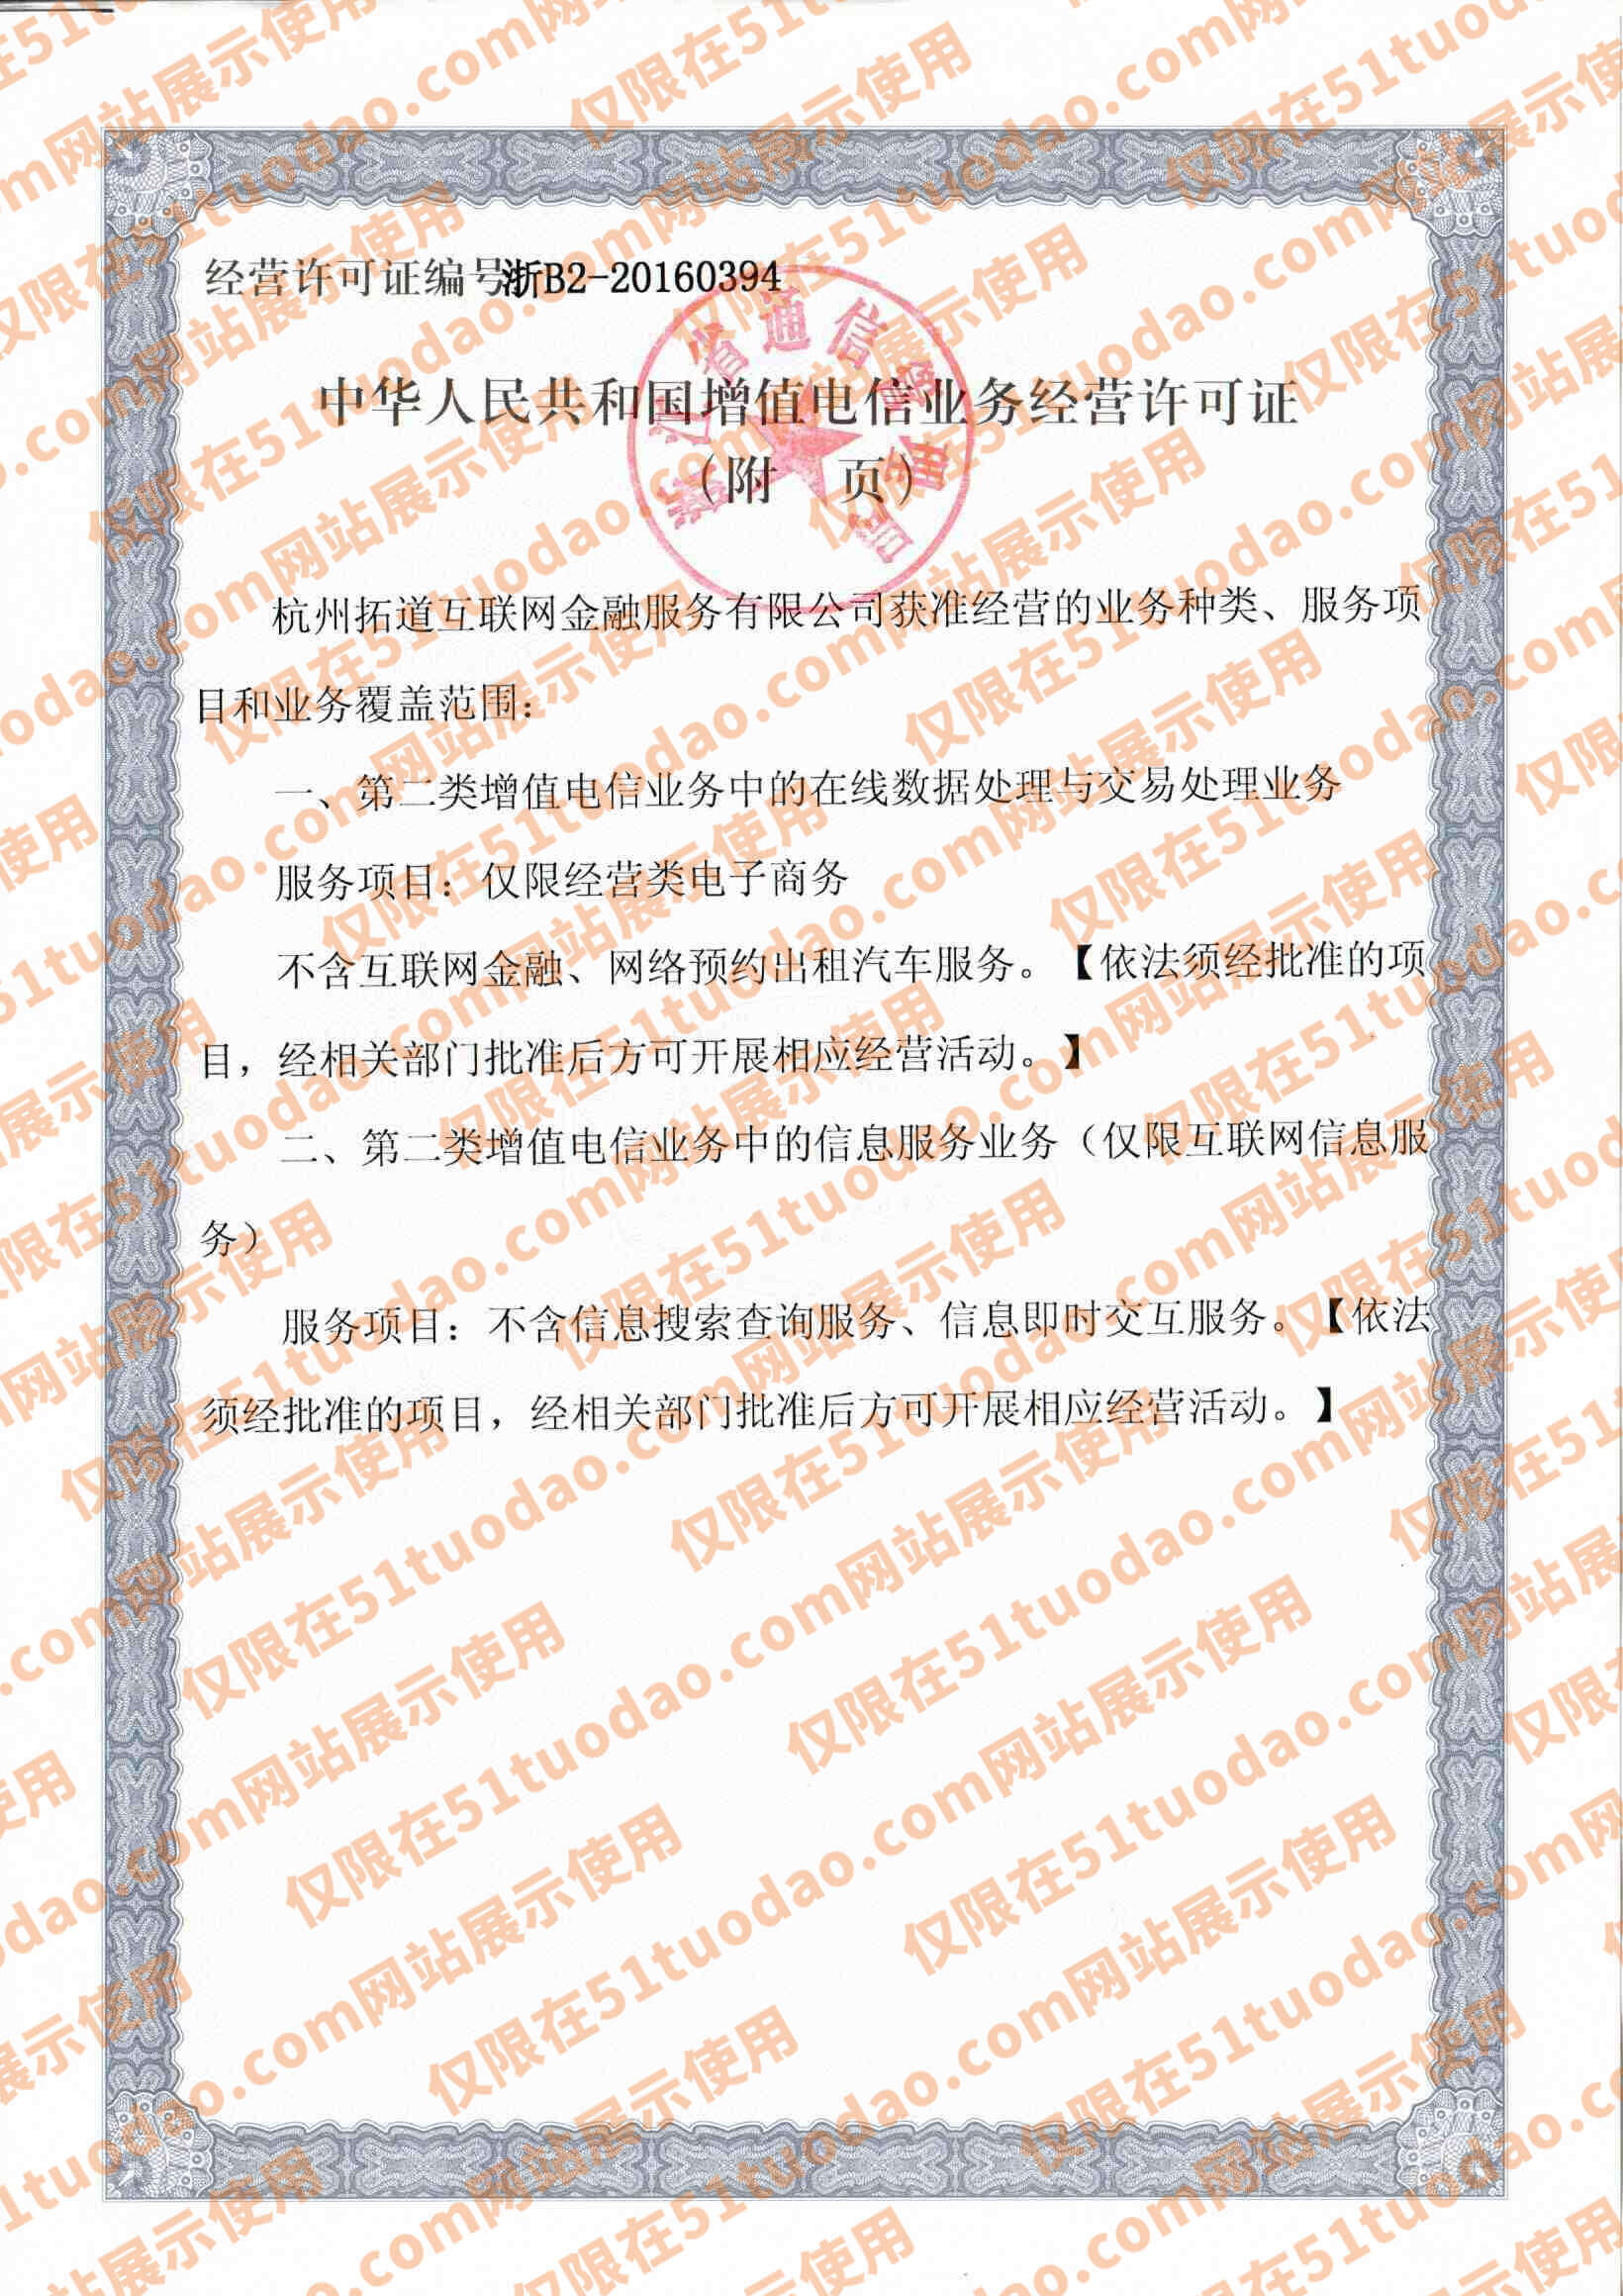 经营许可证编号浙B2-20160394
中华人民共和国增值电信业务经营许可证
（附　页）
浙江省通信管理局
杭州拓道互联网金融服务有限公司获准经营的业务种类、服务项
目和业务覆盖范围：
一、第二类增值电信业务中的在线数据处理与交易处理业务
服务项目：仅限经营类电子商务
不含互联网金融、网络预约出租汽车服务。【依法须经批准的项
目，经相关部门批准后方可开展相应经营活动。】
二、第二类增值电信业务中的信息服务业务（仅限互联网信息服
务）
服务项目：不含信息搜索查询服务、信息即时交互服务。【依法
须经批准的项目，经相关部门批准后方可开展相应经营活动。】
仅限在51tuodao.com网站展示使用